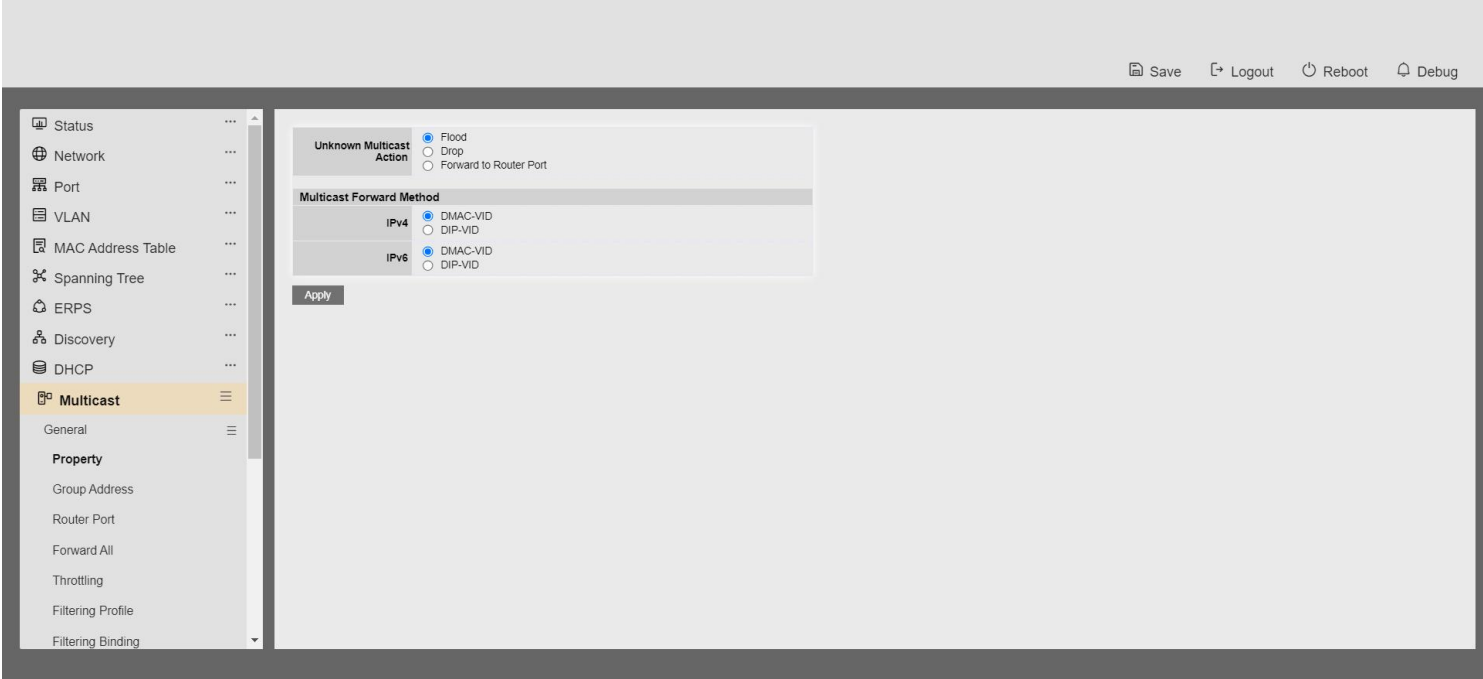 Save Logout Reboot Debug
Status
Network
Port
VLAN
MAC Address Table
Spanning Tree
ERPS
Discovery
DHCP
Multicast
General
Property
Group Address
Router Port
Forward All
Throttling
Filtering Profile
Filtering Binding
Unknown Multicast
Action
Flood
Drop
Forward to Router Port
Multicast Forward Method
IPv4
DMAC-VID
DIP-VID
IPv6
DMAC-VID
DIP-VID
Apply